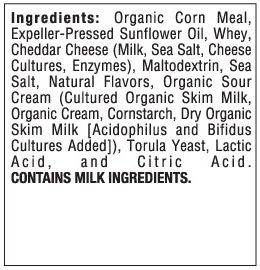 Ingredients: Organic Corn Meal,
Expeller-Pressed Sunflower Oil, Whey,
Cheddar Cheese (Milk, Sea Salt, Cheese
Cultures, Enzymes), Maltodextrin, Sea
Salt, Natural Flavors, Organic Sour
Cream (Cultured Organic Skim Milk,
Organic Cream, Cornstarch, Dry Organic
Skim Milk [Acidophilus and Bifidus
Cultures Added]), Torula Yeast, Lactic
Acid, and Citric Acid.
CONTAINS MILK INGREDIENTS.